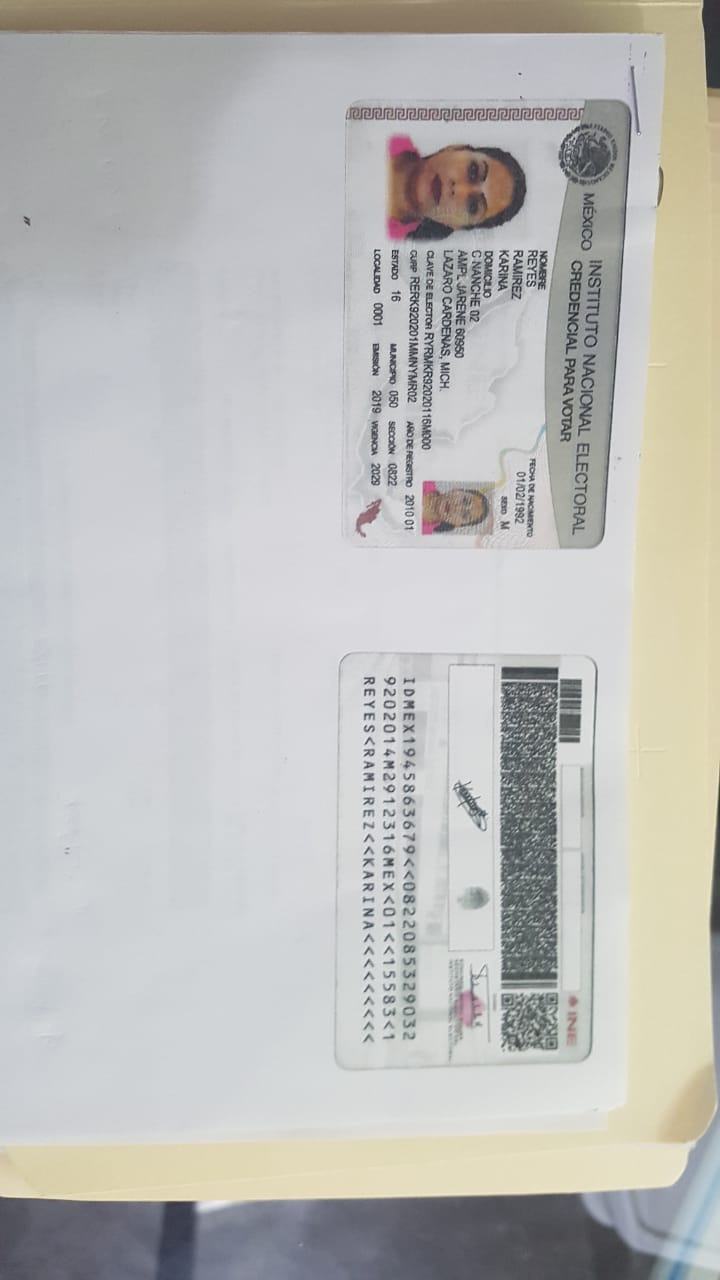 MÉXICO INSTITUTO NACIONAL ELECTORAL
CREDENCIAL PARA VOTAR
NOMBRE
REYES
RAMIREZ
KARINA
FECHA DE NACIMIENTO
01/02/1992
SEXO M
DOMICILIO
C NANCHE 02
AMPL JARENE 60950
LAZARO CARDENAS, MICH.
CLAVE DE ELECTOR RYRMKR92020116M000
CURP RERK920201MMNYMR02 AÑO DE REGISTRO 2010 01
ESTADO 16 MUNICIPIO 050 SECCIÓN 0822
LOCALIDAD 0001 EMISIÓN 2019 VIGENCIA 2029
INE
IDMEX1945863679<<0822085329032
9202014M2912316MEX<01<<15583<1
REYES<RAMIREZ<<KARINA<<<<<<<<<